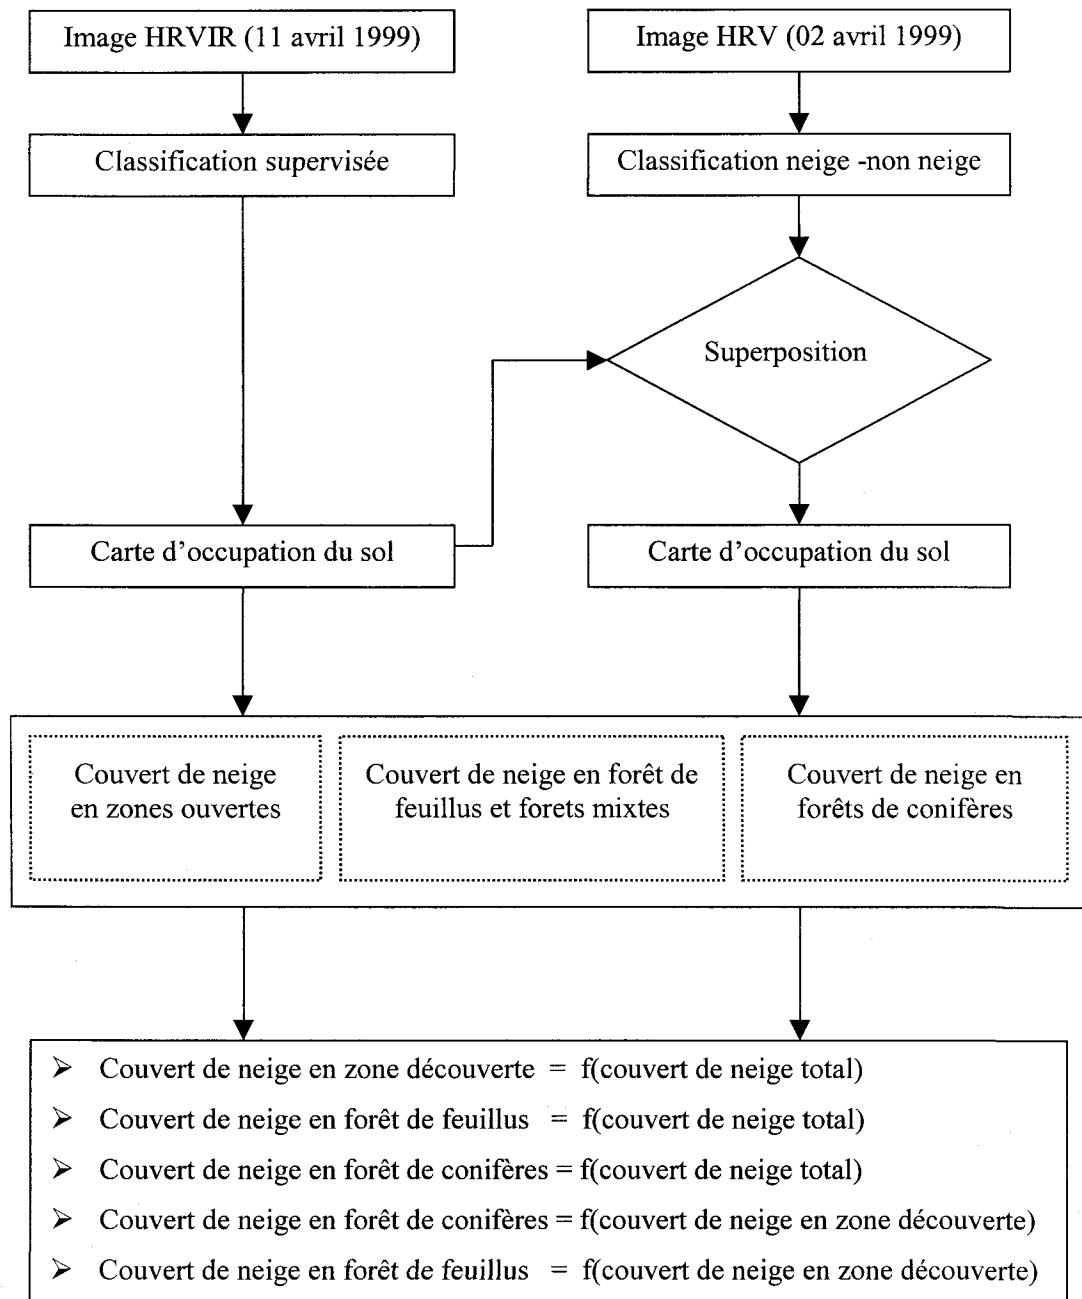 Image HRVIR (11 avril 1999)
Image HRV (02 avril 1999)
Classification supervisée
Classification neige -non neige
Superposition
Carte d'occupation du sol
Carte d'occupation du sol
Couvert de neige
en zones ouvertes
Couvert de neige en forêt de
feuillus et forets mixtes
Couvert de neige en
forêts de conifères
➢ Couvert de neige en zone découverte = f(couvert de neige total)
➢ Couvert de neige en forêt de feuillus = f(couvert de neige total)
➢ Couvert de neige en forêt de conifères = f(couvert de neige total)
➢ Couvert de neige en forêt de conifères = f(couvert de neige en zone découverte)
➢ Couvert de neige en forêt de feuillus = f(couvert de neige en zone découverte)